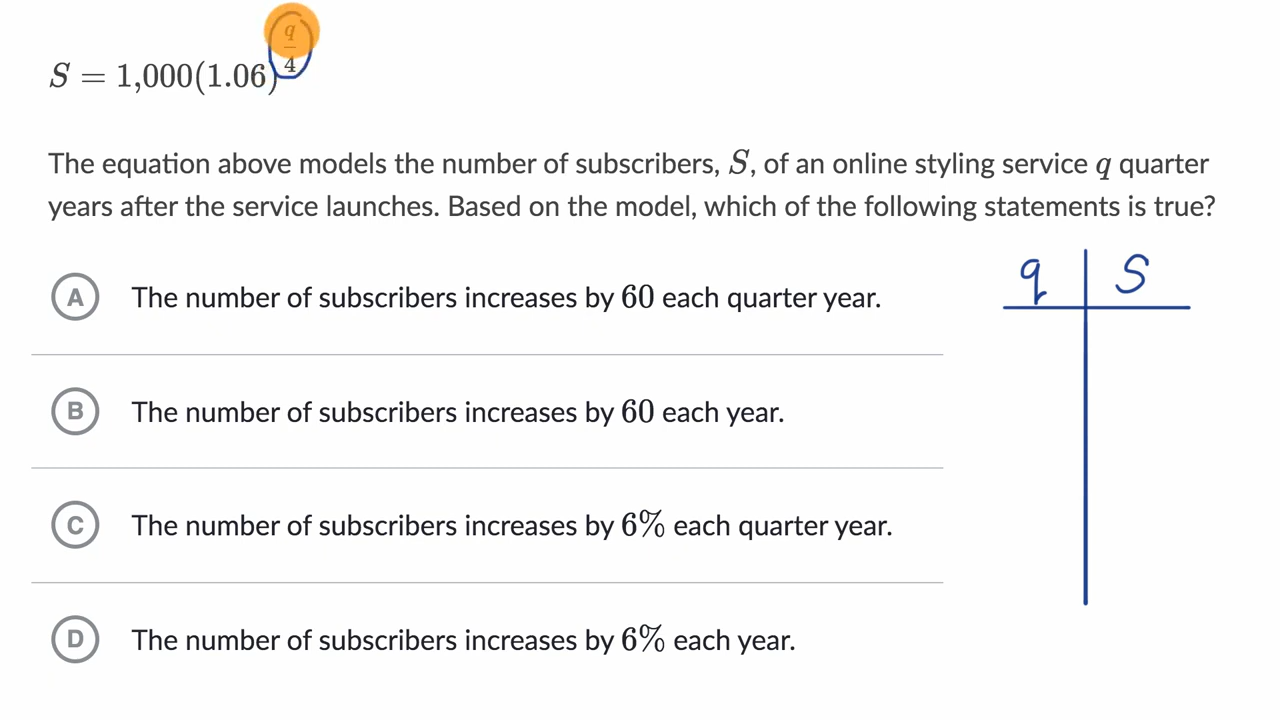 S = 1,000(1.06)^(q/4)
The equation above models the number of subscribers, S, of an online styling service q quarter
years after the service launches. Based on the model, which of the following statements is true?
q S
A The number of subscribers increases by 60 each quarter year.
B The number of subscribers increases by 60 each year.
C The number of subscribers increases by 6% each quarter year.
D The number of subscribers increases by 6% each year.